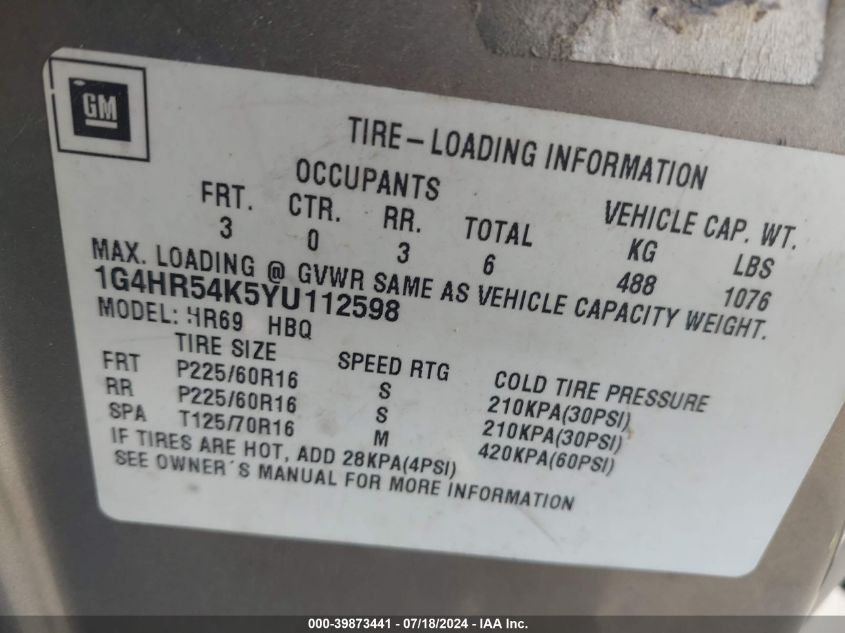 GM
TIRE-LOADING INFORMATION
OCCUPANTS VEHICLE CAP. WT.
FRT. CTR. RR. TOTAL KG LBS
3 0 3 6 488 1076
MAX. LOADING @ GVWR SAME AS VEHICLE CAPACITY WEIGHT.
1G4HR54K5YU112598
MODEL: HR69 HBQ
TIRE SIZE SPEED RTG COLD TIRE PRESSURE
FRT P225/60R16 S 210KPA(30PSI)
RR P225/60R16 S 210KPA(30PSI)
SPA T125/70R16 M 420KPA(60PSI)
IF TIRES ARE HOT, ADD 28KPA(4PSI)
SEE OWNER'S MANUAL FOR MORE INFORMATION
000-39873441 - 07/18/2024 - IAA Inc.